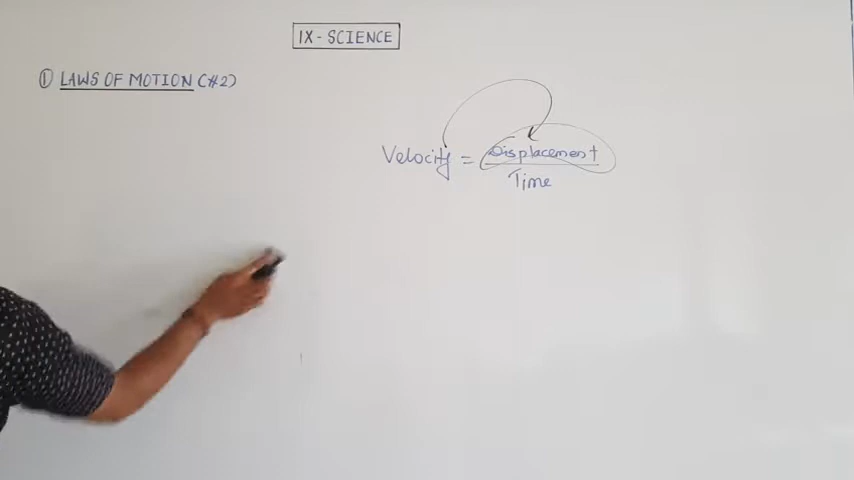 IX - SCIENCE
① LAWS OF MOTION (#2)
Velocity = Displacement
Time